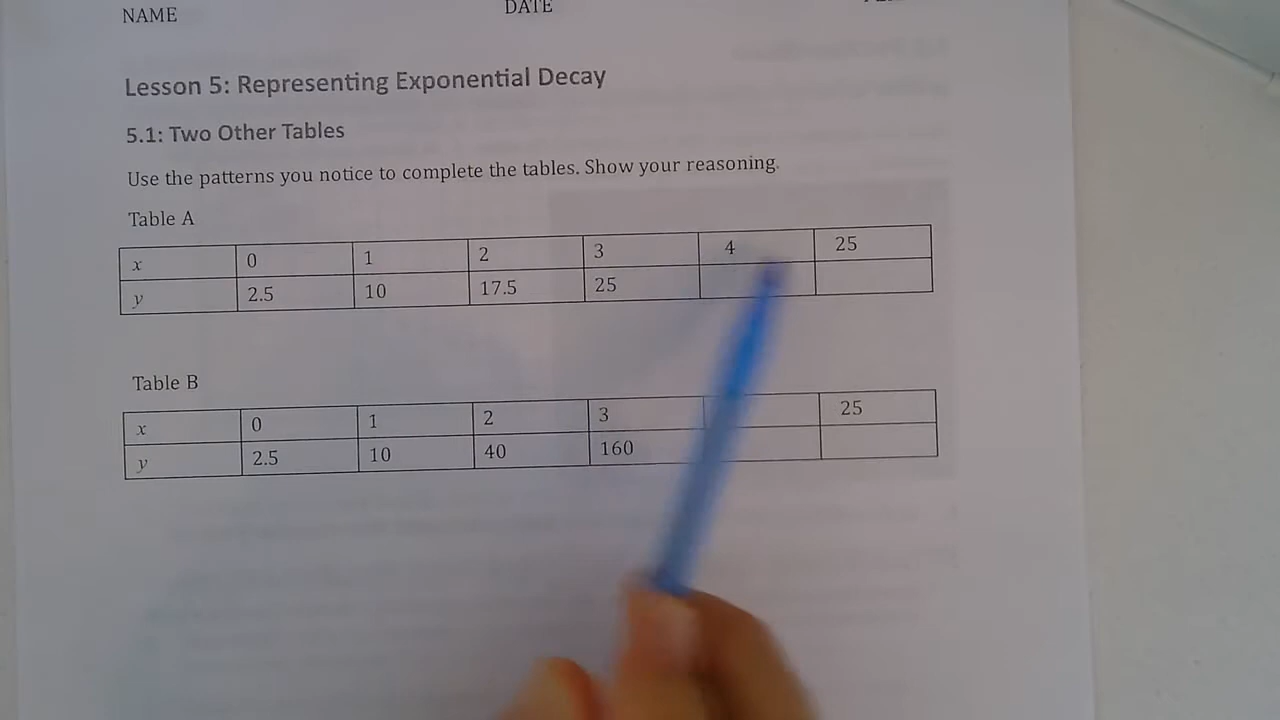 NAME DATE
Lesson 5: Representing Exponential Decay
5.1: Two Other Tables
Use the patterns you notice to complete the tables. Show your reasoning.
Table A
x 0 1 2 3 4 25
y 2.5 10 17.5 25
Table B
x 0 1 2 3 25
y 2.5 10 40 160